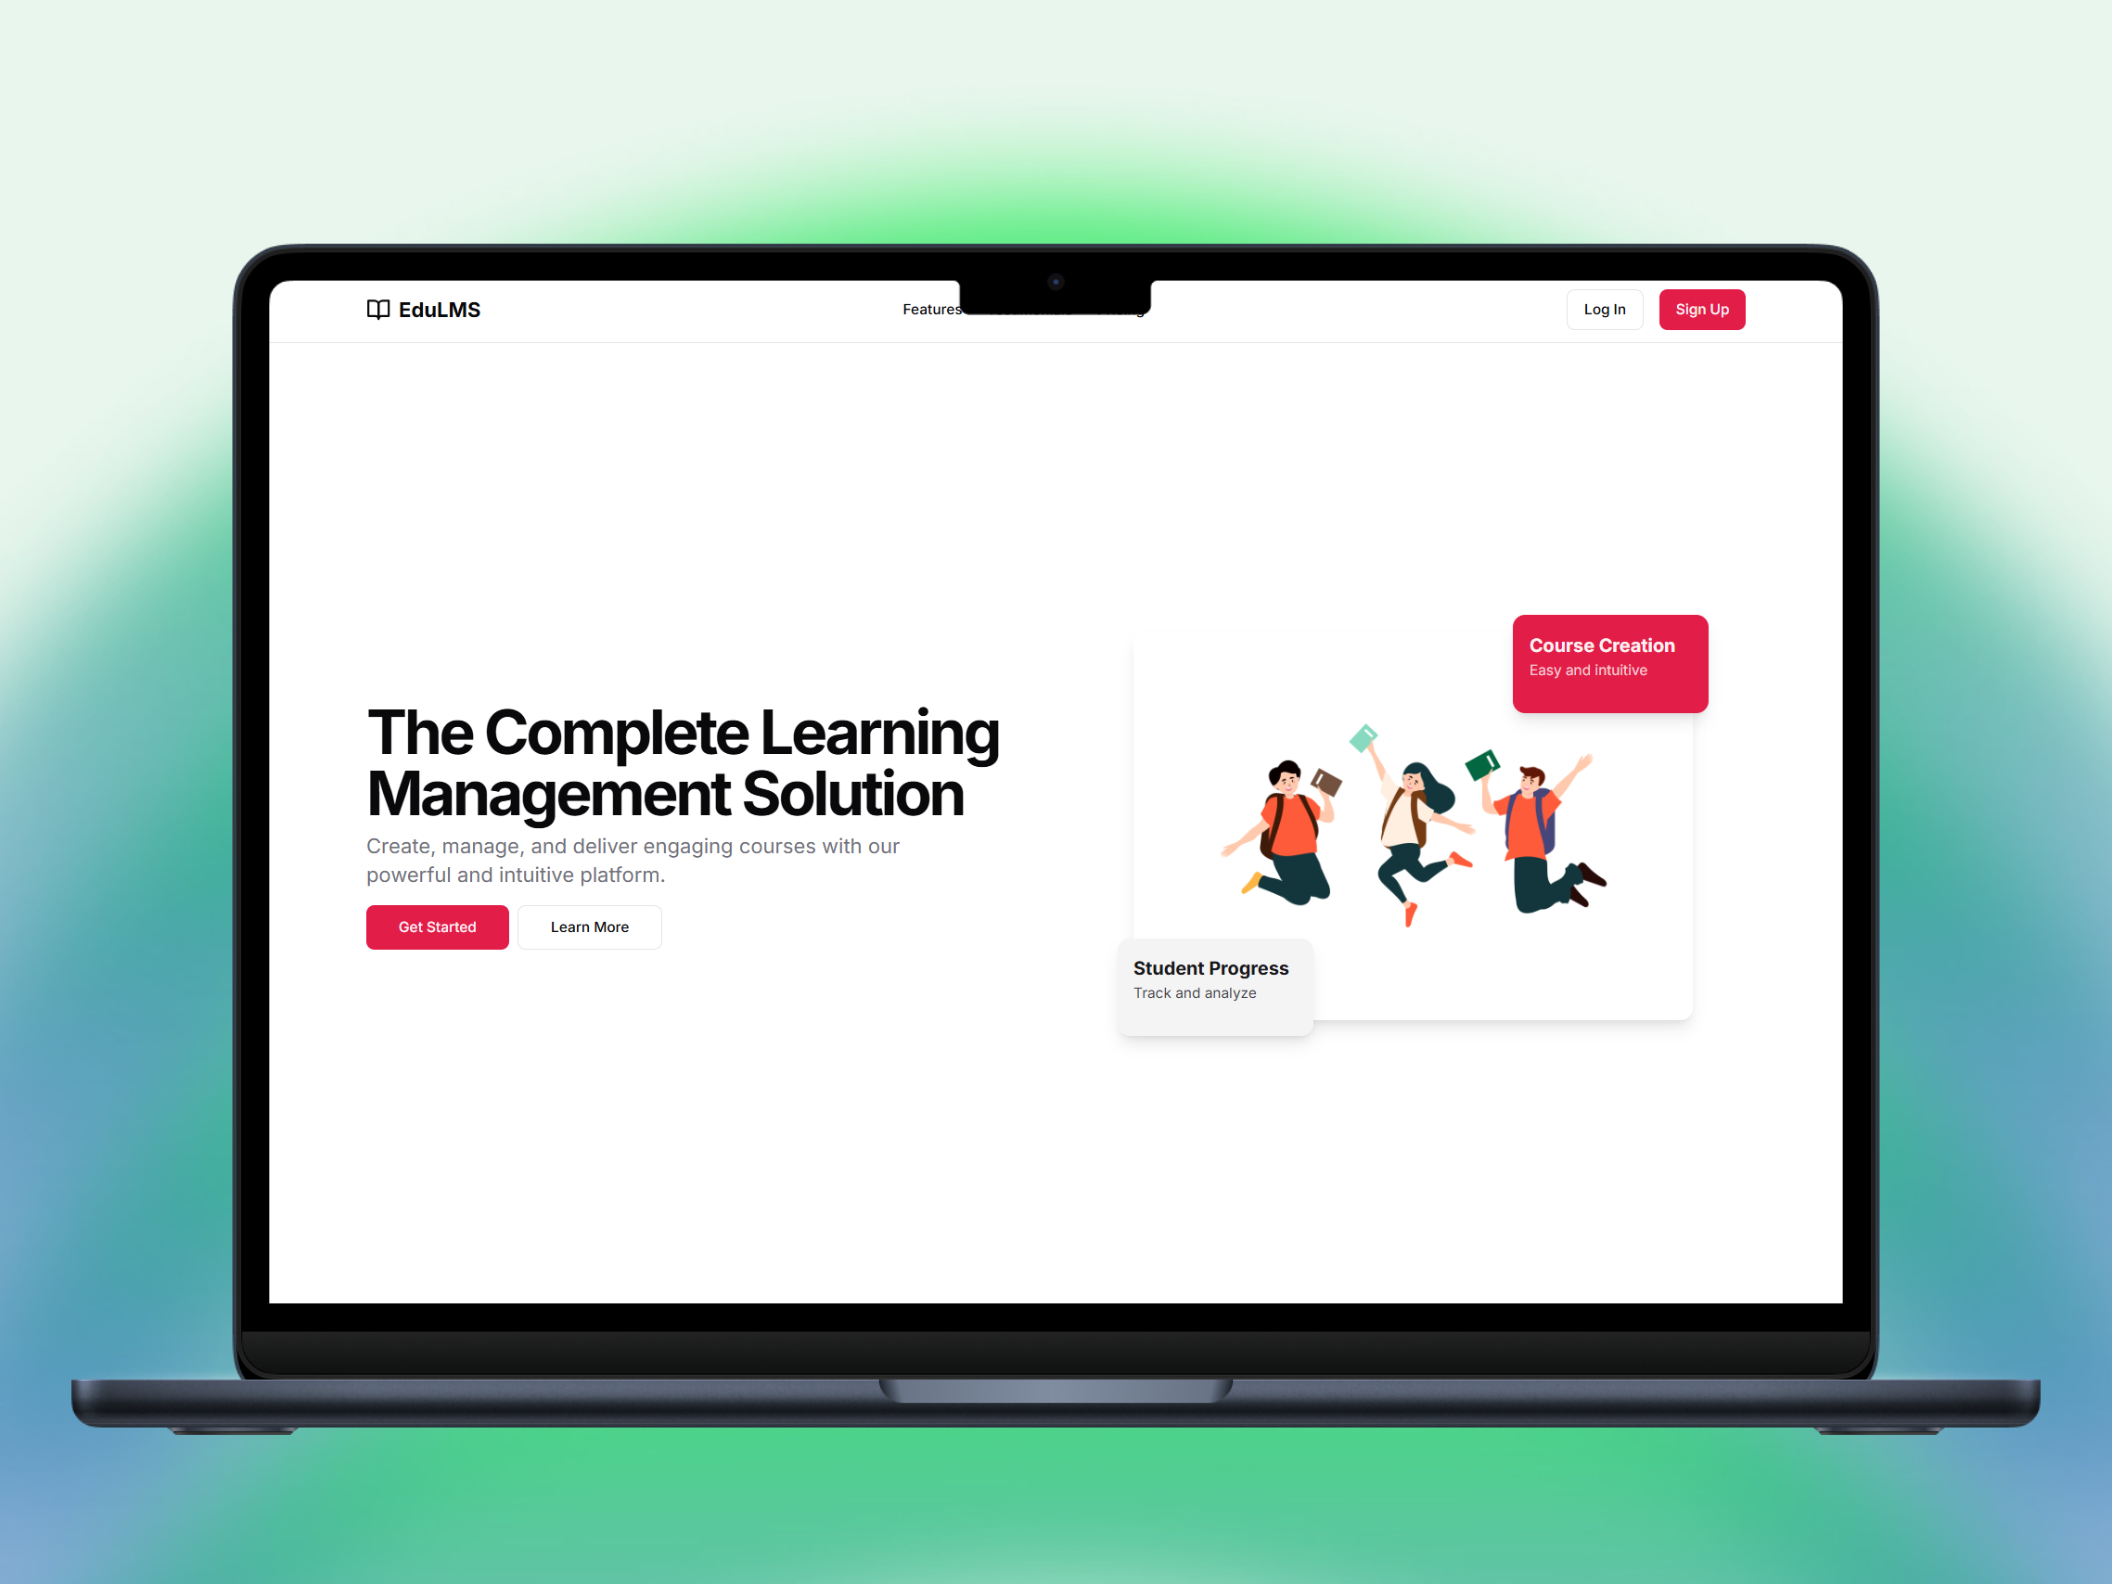 EduLMS
Features
Log In
Sign Up
The Complete Learning
Management Solution
Create, manage, and deliver engaging courses with our
powerful and intuitive platform.
Get Started
Learn More
Course Creation
Easy and intuitive
Student Progress
Track and analyze